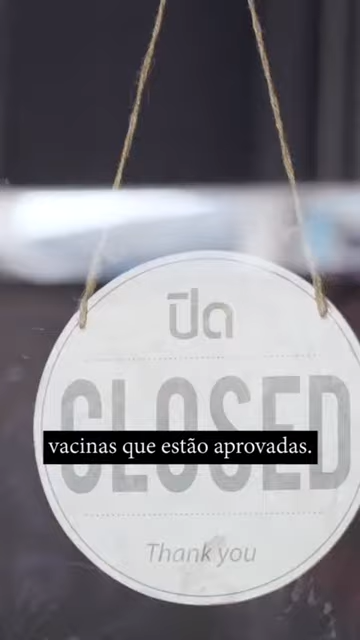 ปิด
CLOSED
vacinas que estão aprovadas.
Thank you